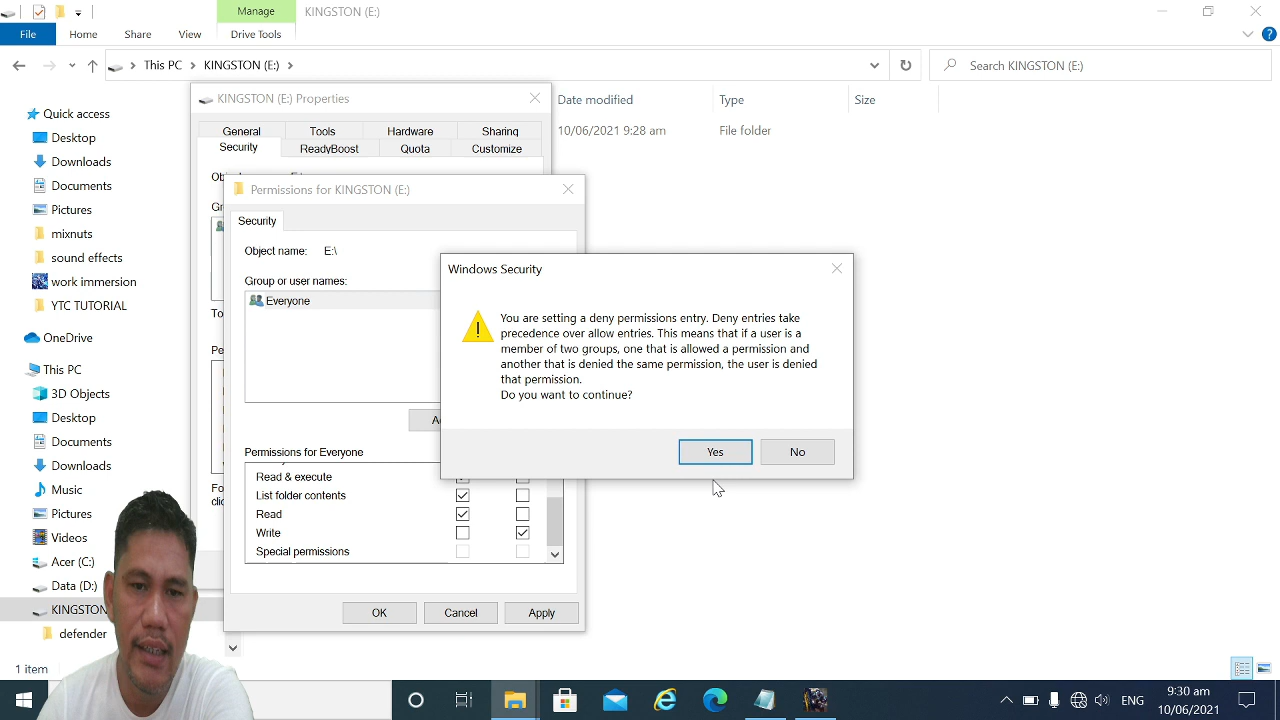 Manage
KINGSTON (E:)
File
Home
Share
View
Drive Tools
This PC
KINGSTON (E:)
Search KINGSTON (E:)
Quick access
Desktop
Downloads
Documents
Pictures
mixnuts
sound effects
work immersion
YTC TUTORIAL
OneDrive
This PC
3D Objects
Desktop
Documents
Downloads
Music
Pictures
Videos
Acer (C:)
Data (D:)
KINGSTON
defender
1 item
Date modified
Type
Size
10/06/2021 9:28 am
File folder
KINGSTON (E:) Properties
General
Tools
Hardware
Sharing
Security
ReadyBoost
Quota
Customize
Permissions for KINGSTON (E:)
Security
Object name:
E:\
Group or user names:
Everyone
Permissions for Everyone
Read & execute
List folder contents
Read
Write
Special permissions
OK
Cancel
Apply
Windows Security
You are setting a deny permissions entry. Deny entries take
precedence over allow entries. This means that if a user is a
member of two groups, one that is allowed a permission and
another that is denied the same permission, the user is denied
that permission.
Do you want to continue?
Yes
No
ENG
9:30 am
10/06/2021